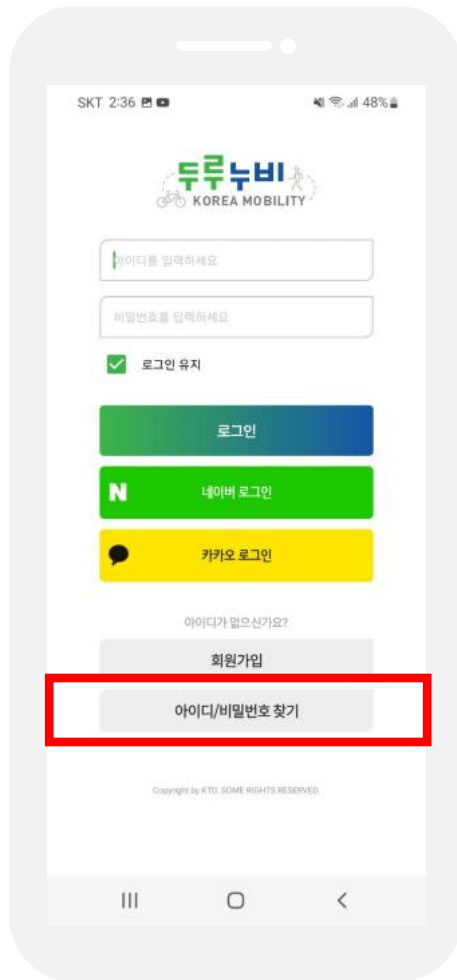 SKT 2:36 48%
두루누비
KOREA MOBILITY
아이디를 입력하세요
비밀번호를 입력하세요
로그인 유지
로그인
N 네이버 로그인
카카오 로그인
아이디가 없으신가요?
회원가입
아이디/비밀번호 찾기
Copyright by KTO. SOME RIGHTS RESERVED.